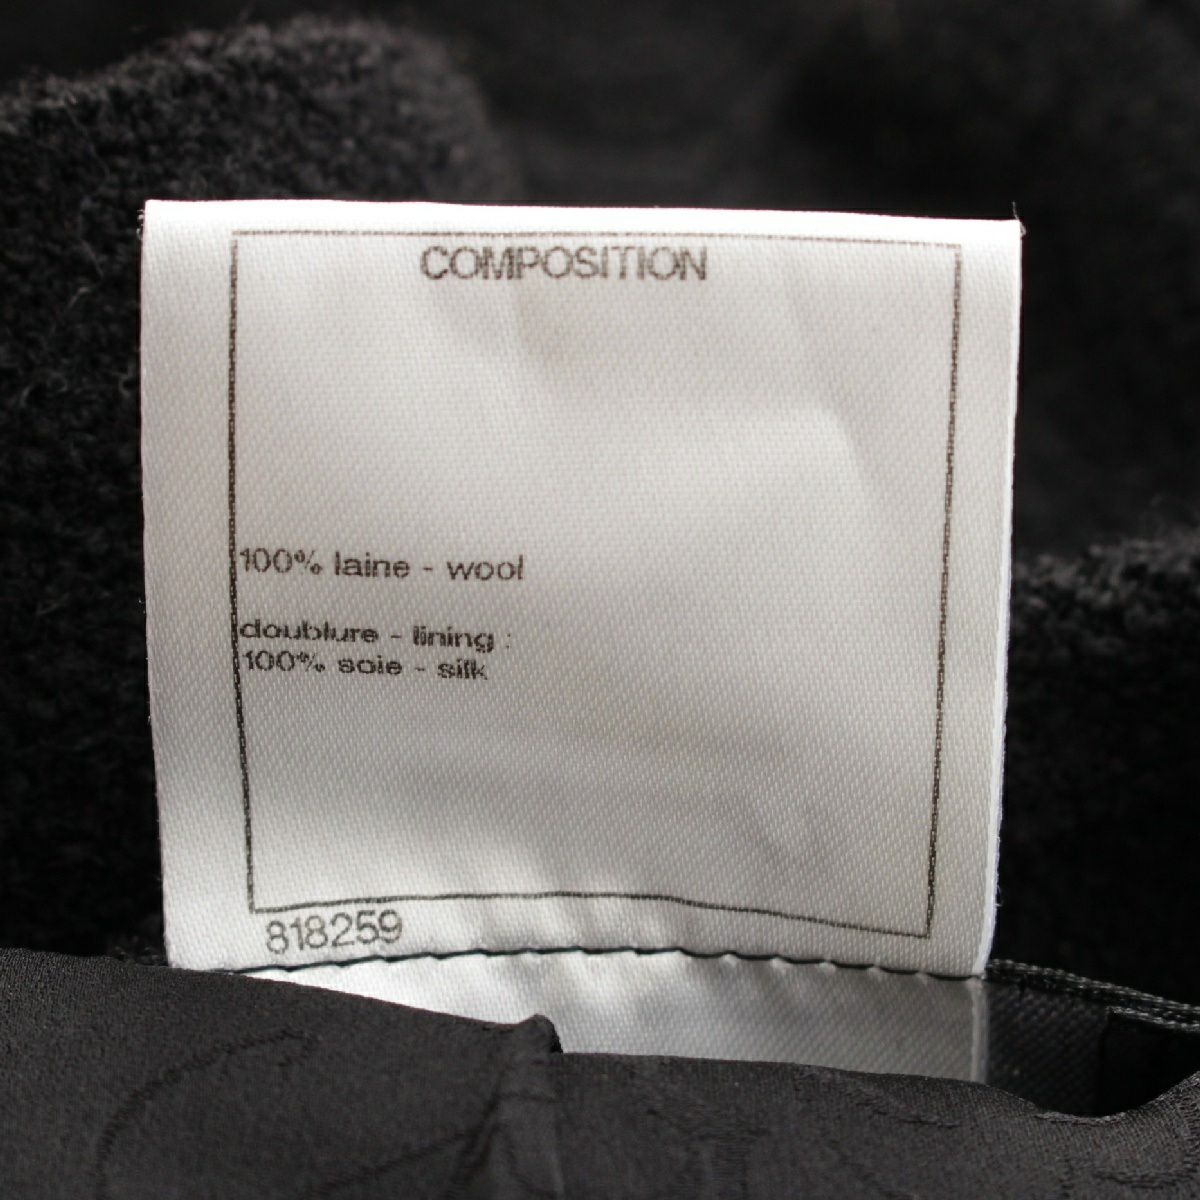 COMPOSITION
100% laine - wool
doublure - lining :
100% soie - silk
818259